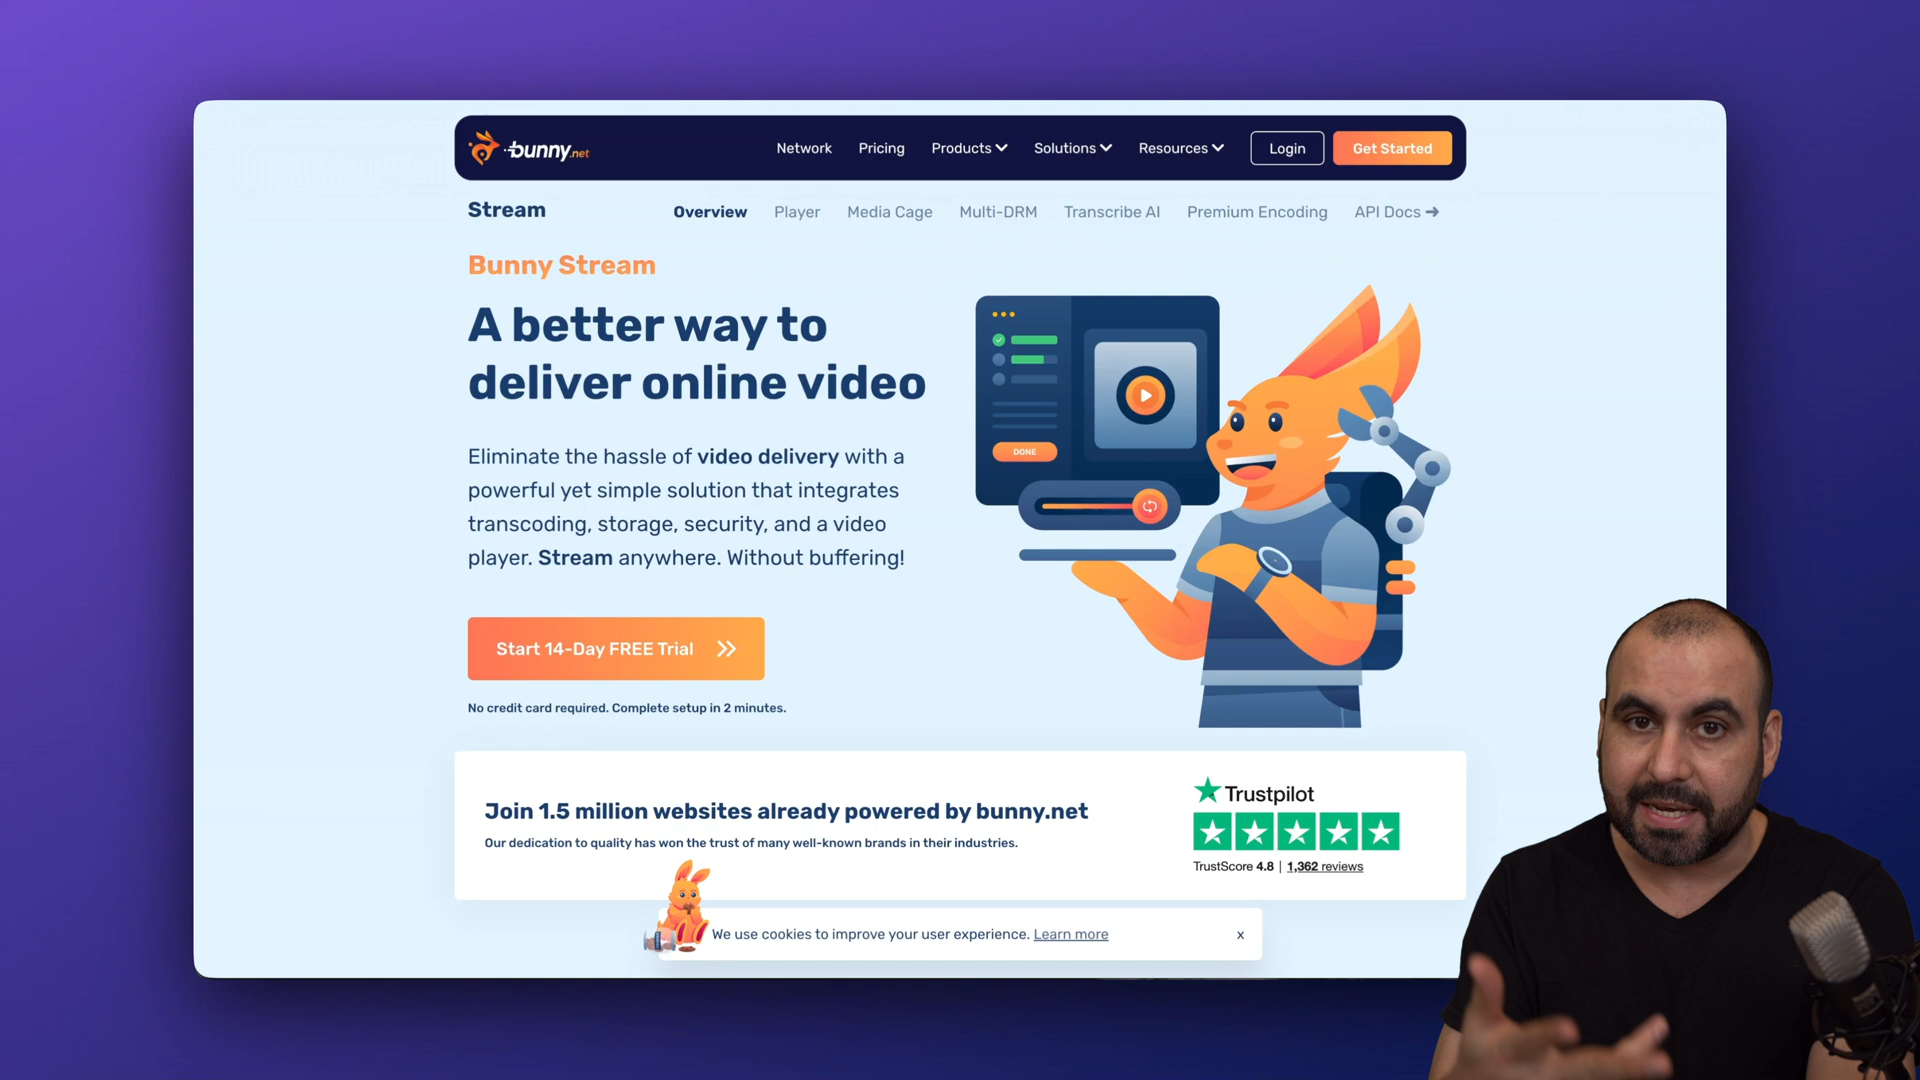 bunny.net
Network
Pricing
Products
Solutions
Resources
Login
Get Started
Stream
Overview
Player
Media Cage
Multi-DRM
Transcribe AI
Premium Encoding
API Docs ➔
Bunny Stream
A better way to
deliver online video
Eliminate the hassle of video delivery with a
powerful yet simple solution that integrates
transcoding, storage, security, and a video
player. Stream anywhere. Without buffering!
DONE
Start 14-Day FREE Trial
No credit card required. Complete setup in 2 minutes.
Join 1.5 million websites already powered by bunny.net
Our dedication to quality has won the trust of many well-known brands in their industries.
Trustpilot
TrustScore 4.8 | 1,362 reviews
We use cookies to improve your user experience. Learn more
x